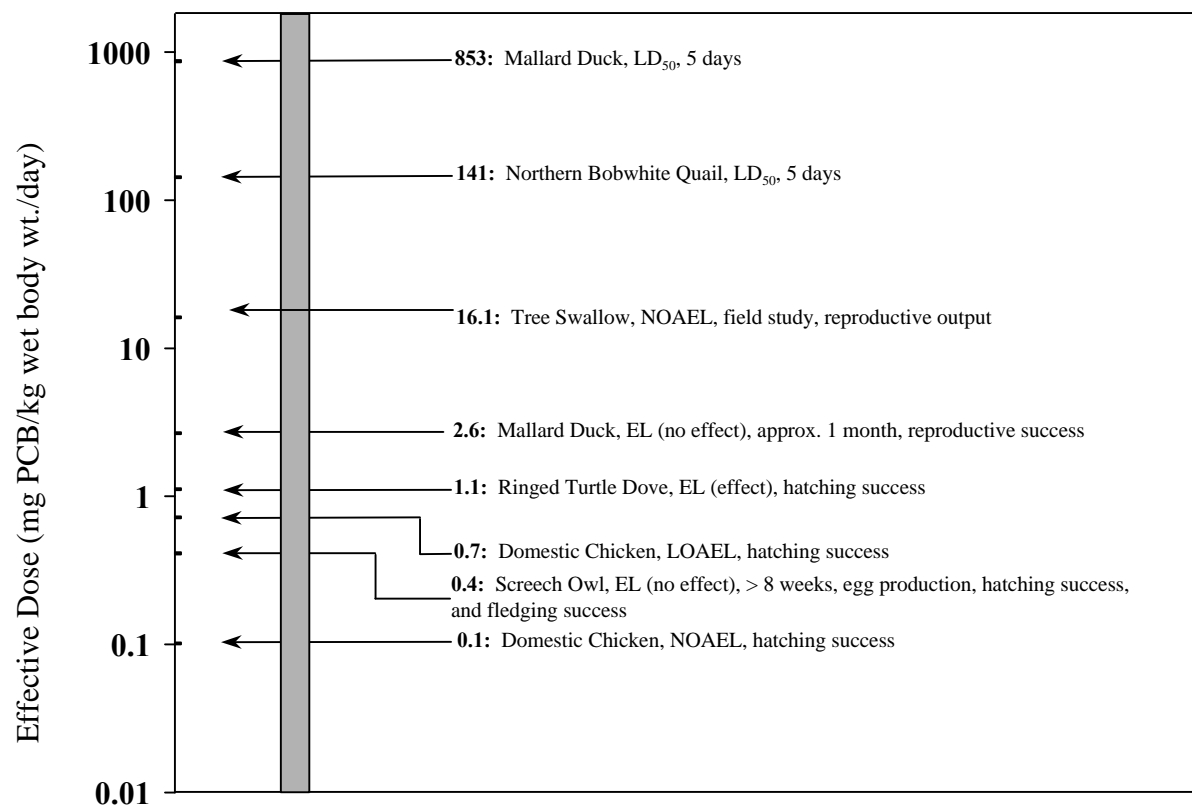 Effective Dose (mg PCB/kg wet body wt./day)
1000
853: Mallard Duck, LD50, 5 days
141: Northern Bobwhite Quail, LD50, 5 days
100
16.1: Tree Swallow, NOAEL, field study, reproductive output
10
2.6: Mallard Duck, EL (no effect), approx. 1 month, reproductive success
1.1: Ringed Turtle Dove, EL (effect), hatching success
1
0.7: Domestic Chicken, LOAEL, hatching success
0.4: Screech Owl, EL (no effect), > 8 weeks, egg production, hatching success,
and fledging success
0.1: Domestic Chicken, NOAEL, hatching success
0.1
0.01